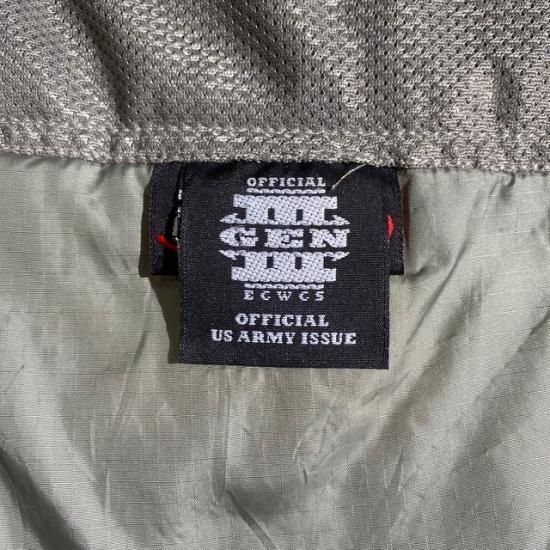 OFFICIAL
III
GEN
III
ECWCS
OFFICIAL
US ARMY ISSUE